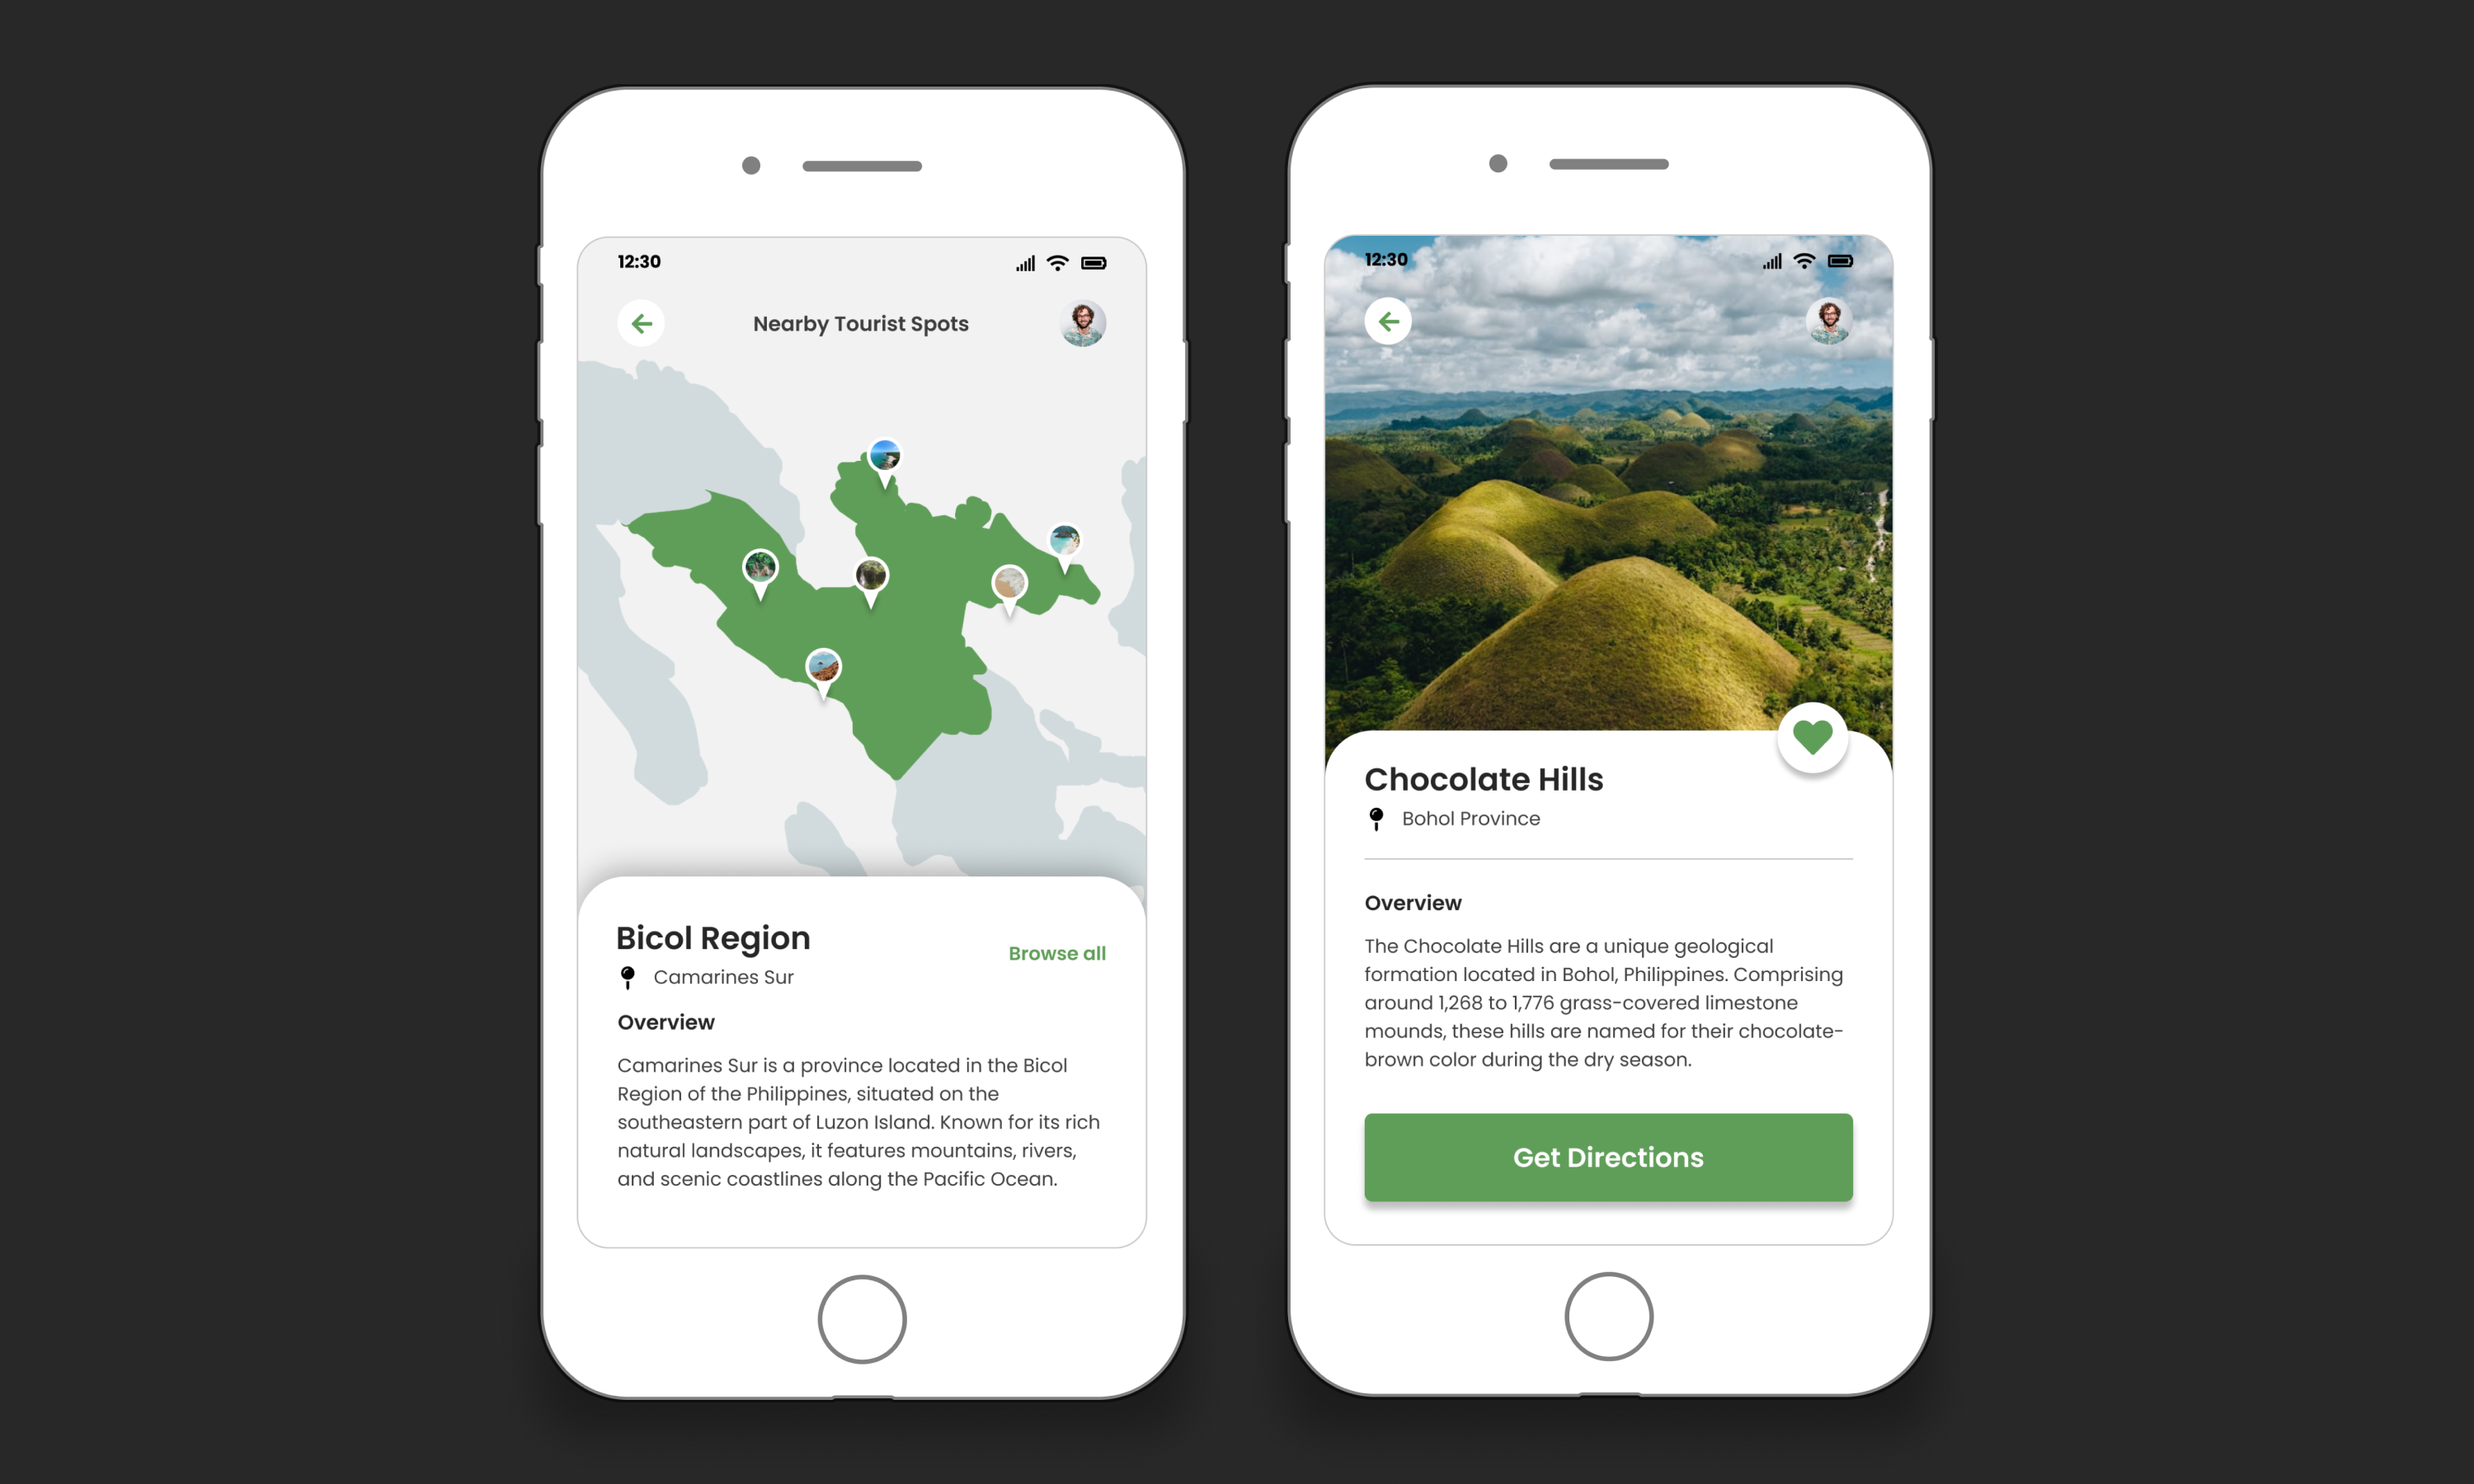 12:30
Nearby Tourist Spots
Bicol Region
Browse all
Camarines Sur
Overview
Camarines Sur is a province located in the Bicol
Region of the Philippines, situated on the
southeastern part of Luzon Island. Known for its rich
natural landscapes, it features mountains, rivers,
and scenic coastlines along the Pacific Ocean.
12:30
Chocolate Hills
Bohol Province
Overview
The Chocolate Hills are a unique geological
formation located in Bohol, Philippines. Comprising
around 1,268 to 1,776 grass-covered limestone
mounds, these hills are named for their chocolate-
brown color during the dry season.
Get Directions